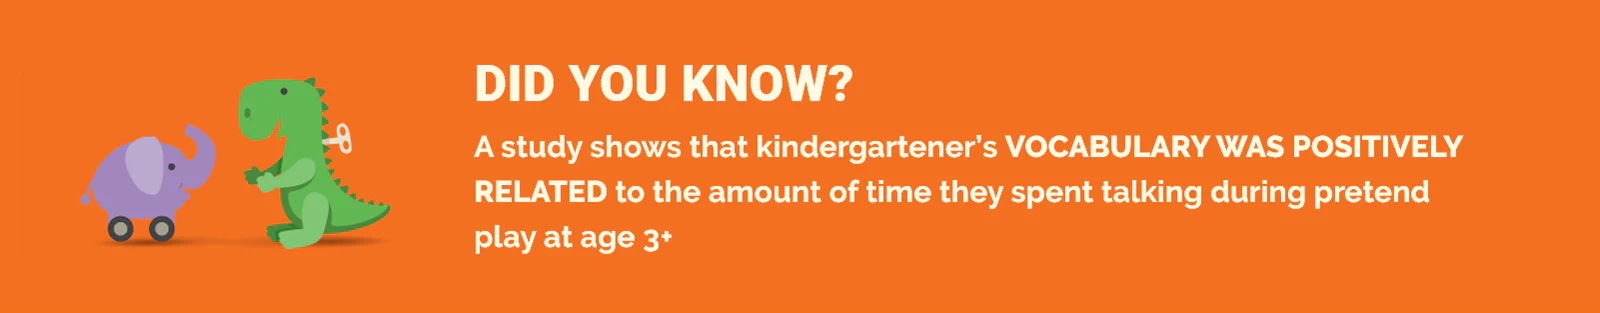 DID YOU KNOW?
A study shows that kindergartener's VOCABULARY WAS POSITIVELY
RELATED to the amount of time they spent talking during pretend
play at age 3+